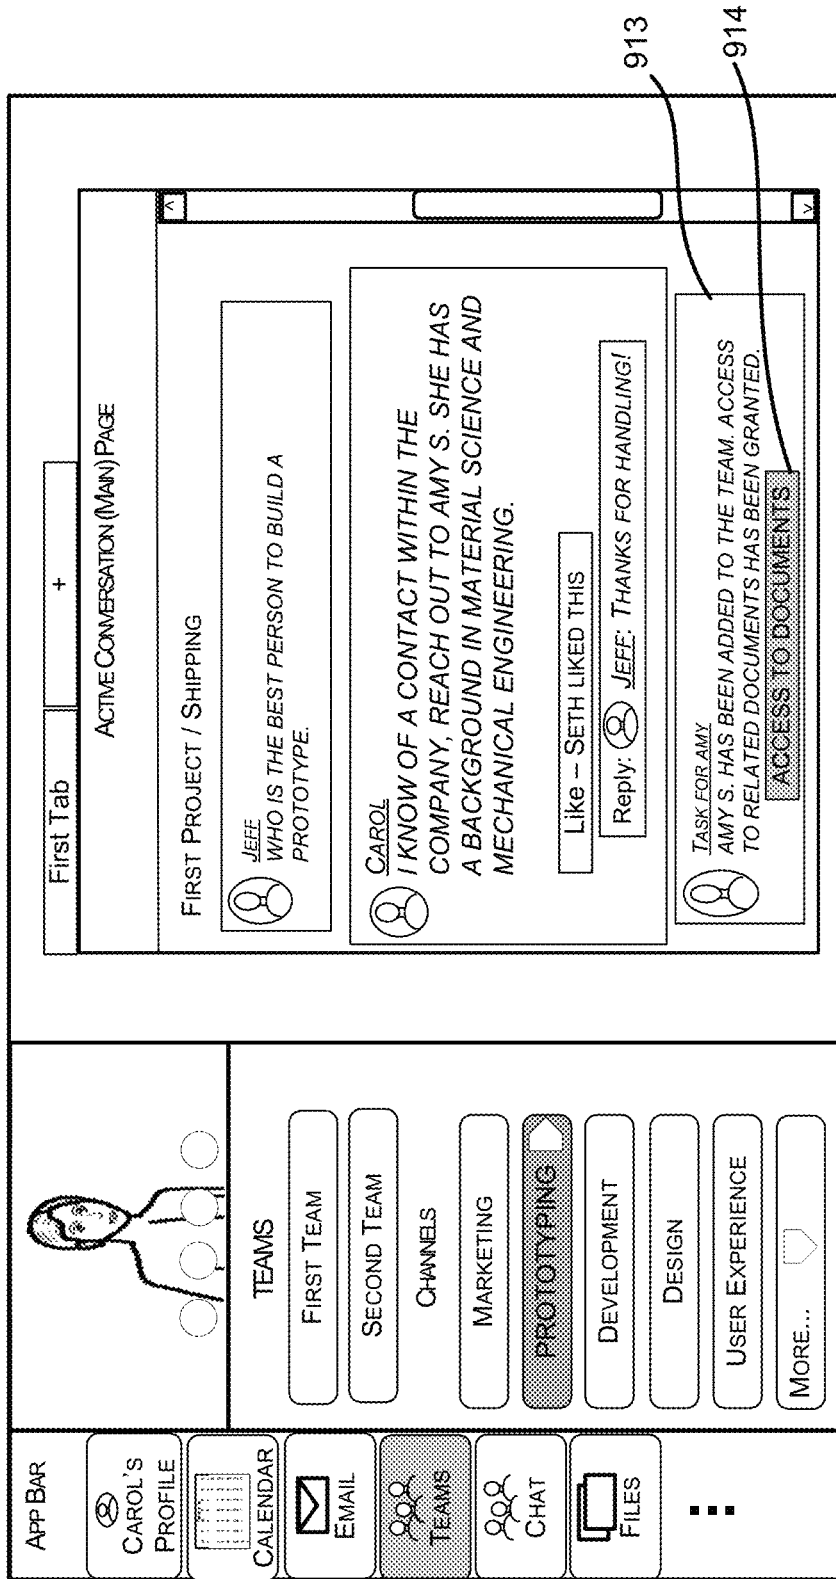 APP BAR
CAROL'S
PROFILE
CALENDAR
EMAIL
TEAMS
CHAT
FILES
...
TEAMS
FIRST TEAM
SECOND TEAM
CHANNELS
MARKETING
PROTOTYPING
DEVELOPMENT
DESIGN
USER EXPERIENCE
MORE...
First Tab
+
ACTIVE CONVERSATION (MAIN) PAGE
FIRST PROJECT / SHIPPING
JEFF
WHO IS THE BEST PERSON TO BUILD A
PROTOTYPE.
CAROL
I KNOW OF A CONTACT WITHIN THE
COMPANY, REACH OUT TO AMY S. SHE HAS
A BACKGROUND IN MATERIAL SCIENCE AND
MECHANICAL ENGINEERING.
Like – SETH LIKED THIS
Reply: JEFF: THANKS FOR HANDLING!
TASK FOR AMY
AMY S. HAS BEEN ADDED TO THE TEAM. ACCESS
TO RELATED DOCUMENTS HAS BEEN GRANTED.
ACCESS TO DOCUMENTS
913
914